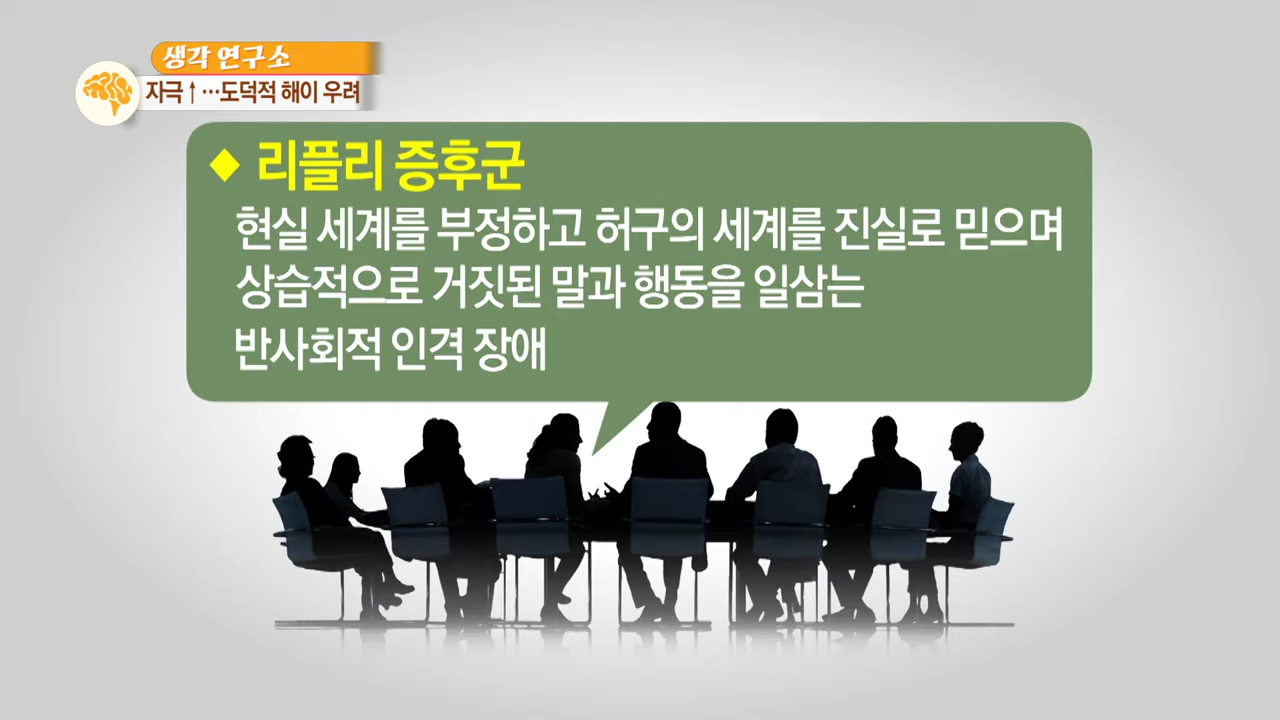 생각 연구소
자극↑…도덕적 해이 우려
◆ 리플리 증후군
현실 세계를 부정하고 허구의 세계를 진실로 믿으며
상습적으로 거짓된 말과 행동을 일삼는
반사회적 인격 장애